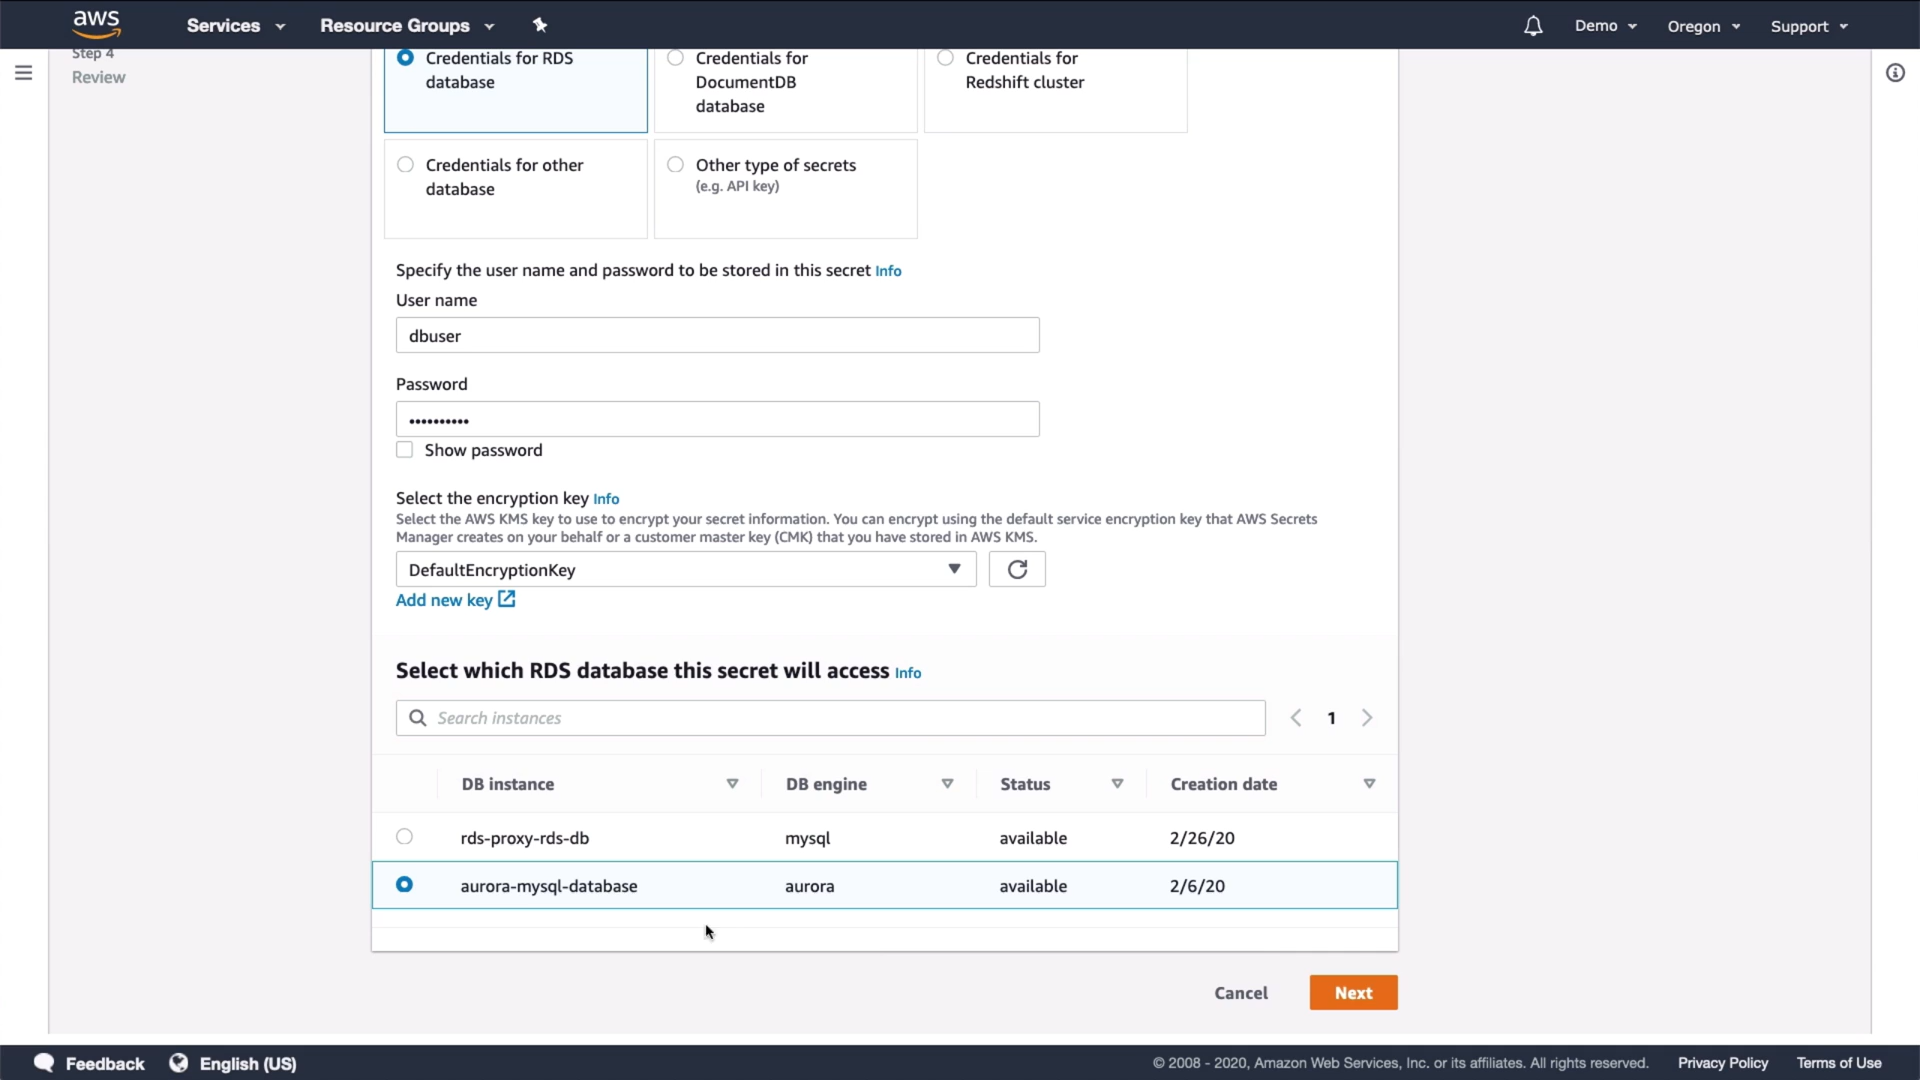 aws
Services
Resource Groups
Demo
Oregon
Support
Step 4
Review
Credentials for RDS
database
Credentials for
DocumentDB
database
Credentials for
Redshift cluster
Credentials for other
database
Other type of secrets
(e.g. API key)
Specify the user name and password to be stored in this secret Info
User name
dbuser
Password
••••••••••
Show password
Select the encryption key Info
Select the AWS KMS key to use to encrypt your secret information. You can encrypt using the default service encryption key that AWS Secrets
Manager creates on your behalf or a customer master key (CMK) that you have stored in AWS KMS.
DefaultEncryptionKey
Add new key
Select which RDS database this secret will access Info
Search instances
1
DB instance DB engine Status Creation date
rds-proxy-rds-db mysql available 2/26/20
aurora-mysql-database aurora available 2/6/20
Cancel
Next
Feedback
English (US)
© 2008 - 2020, Amazon Web Services, Inc. or its affiliates. All rights reserved.
Privacy Policy
Terms of Use